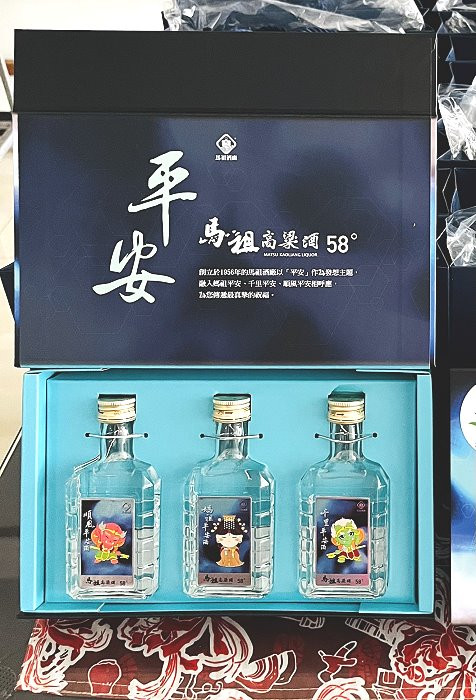 馬祖酒廠
平安
馬祖高粱酒 58°
MATSU GAOLIANG LIQUOR
創立於1956年的馬祖酒廠以「平安」作為發想主題,
融入媽祖平安、千里平安、順風平安相呼應,
為您傳遞最真摯的祝福。
順風平安酒
馬祖高粱酒 58°
媽祖平安酒
馬祖高粱酒 58°
千里平安酒
馬祖高粱酒 58°